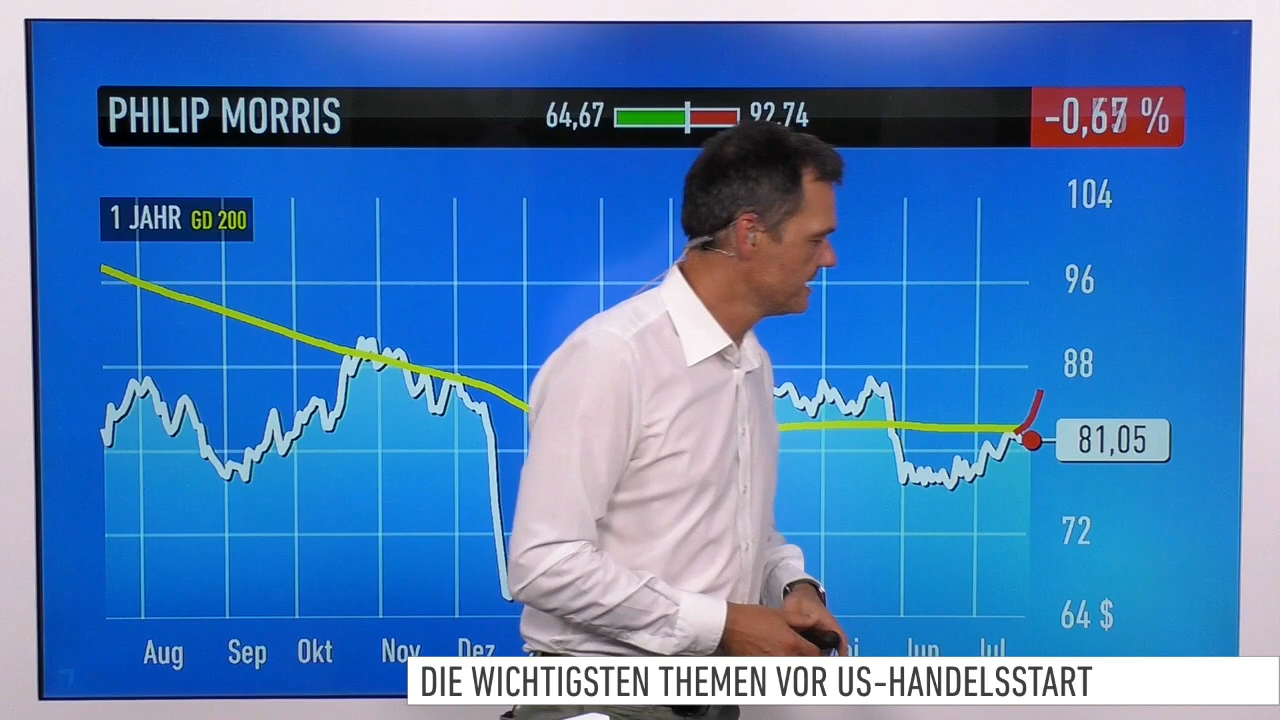 PHILIP MORRIS 64,67 92,74 %
1 JAHR GD 200
104
96
88
81,05
72
64 $
Aug Sep Okt Nov Dez Jun Jul
DIE WICHTIGSTEN THEMEN VOR US-HANDELSSTART